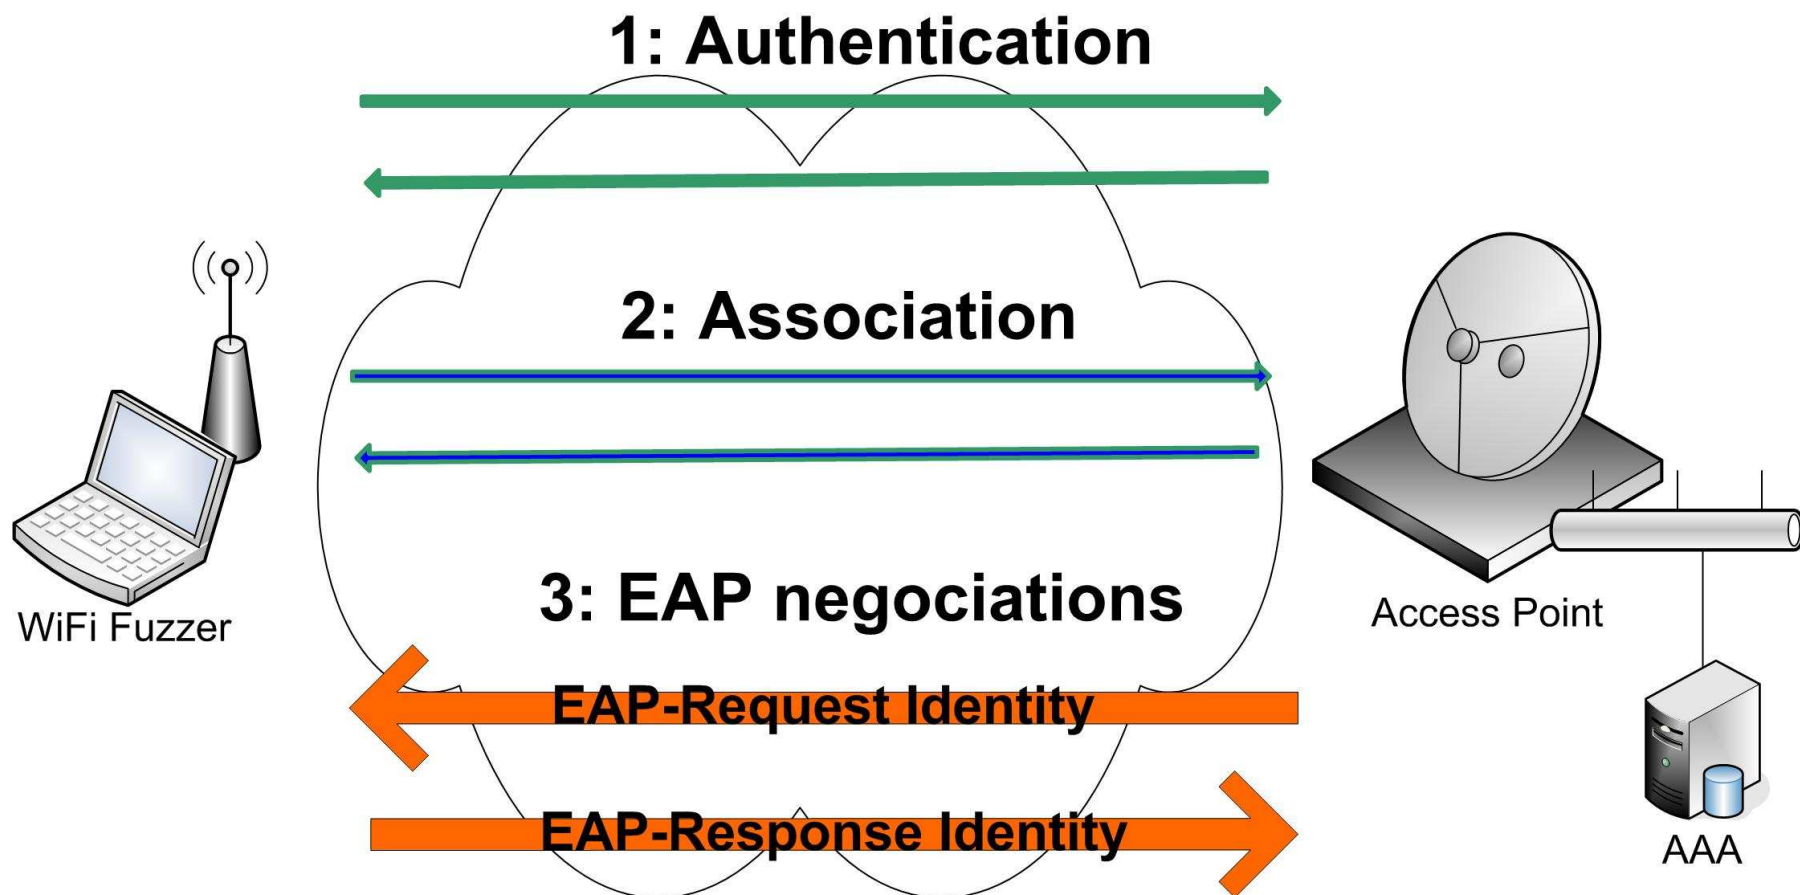 1: Authentication
2: Association
3: EAP negociations
WiFi Fuzzer
Access Point
EAP-Request Identity
EAP-Response Identity
AAA